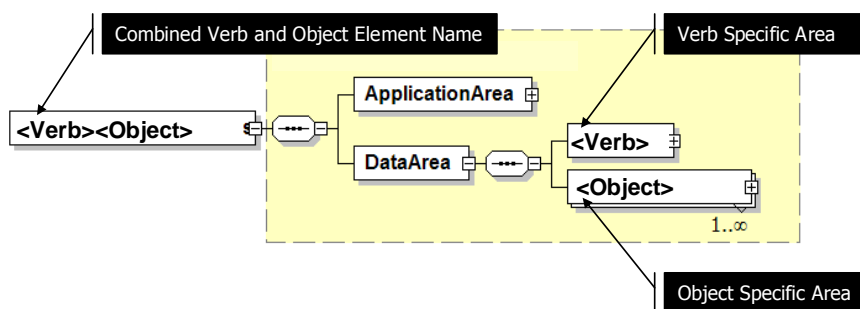 Combined Verb and Object Element Name
Verb Specific Area
ApplicationArea
<Verb><Object> s
<Verb>
DataArea
<Object>
1..∞
Object Specific Area